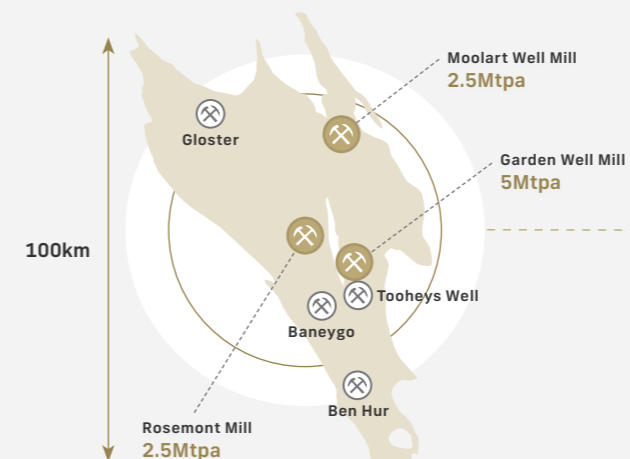 Moolart Well Mill
2.5Mtpa
Gloster
Garden Well Mill
5Mtpa
100km
Tooheys Well
Baneygo
Ben Hur
Rosemont Mill
2.5Mtpa